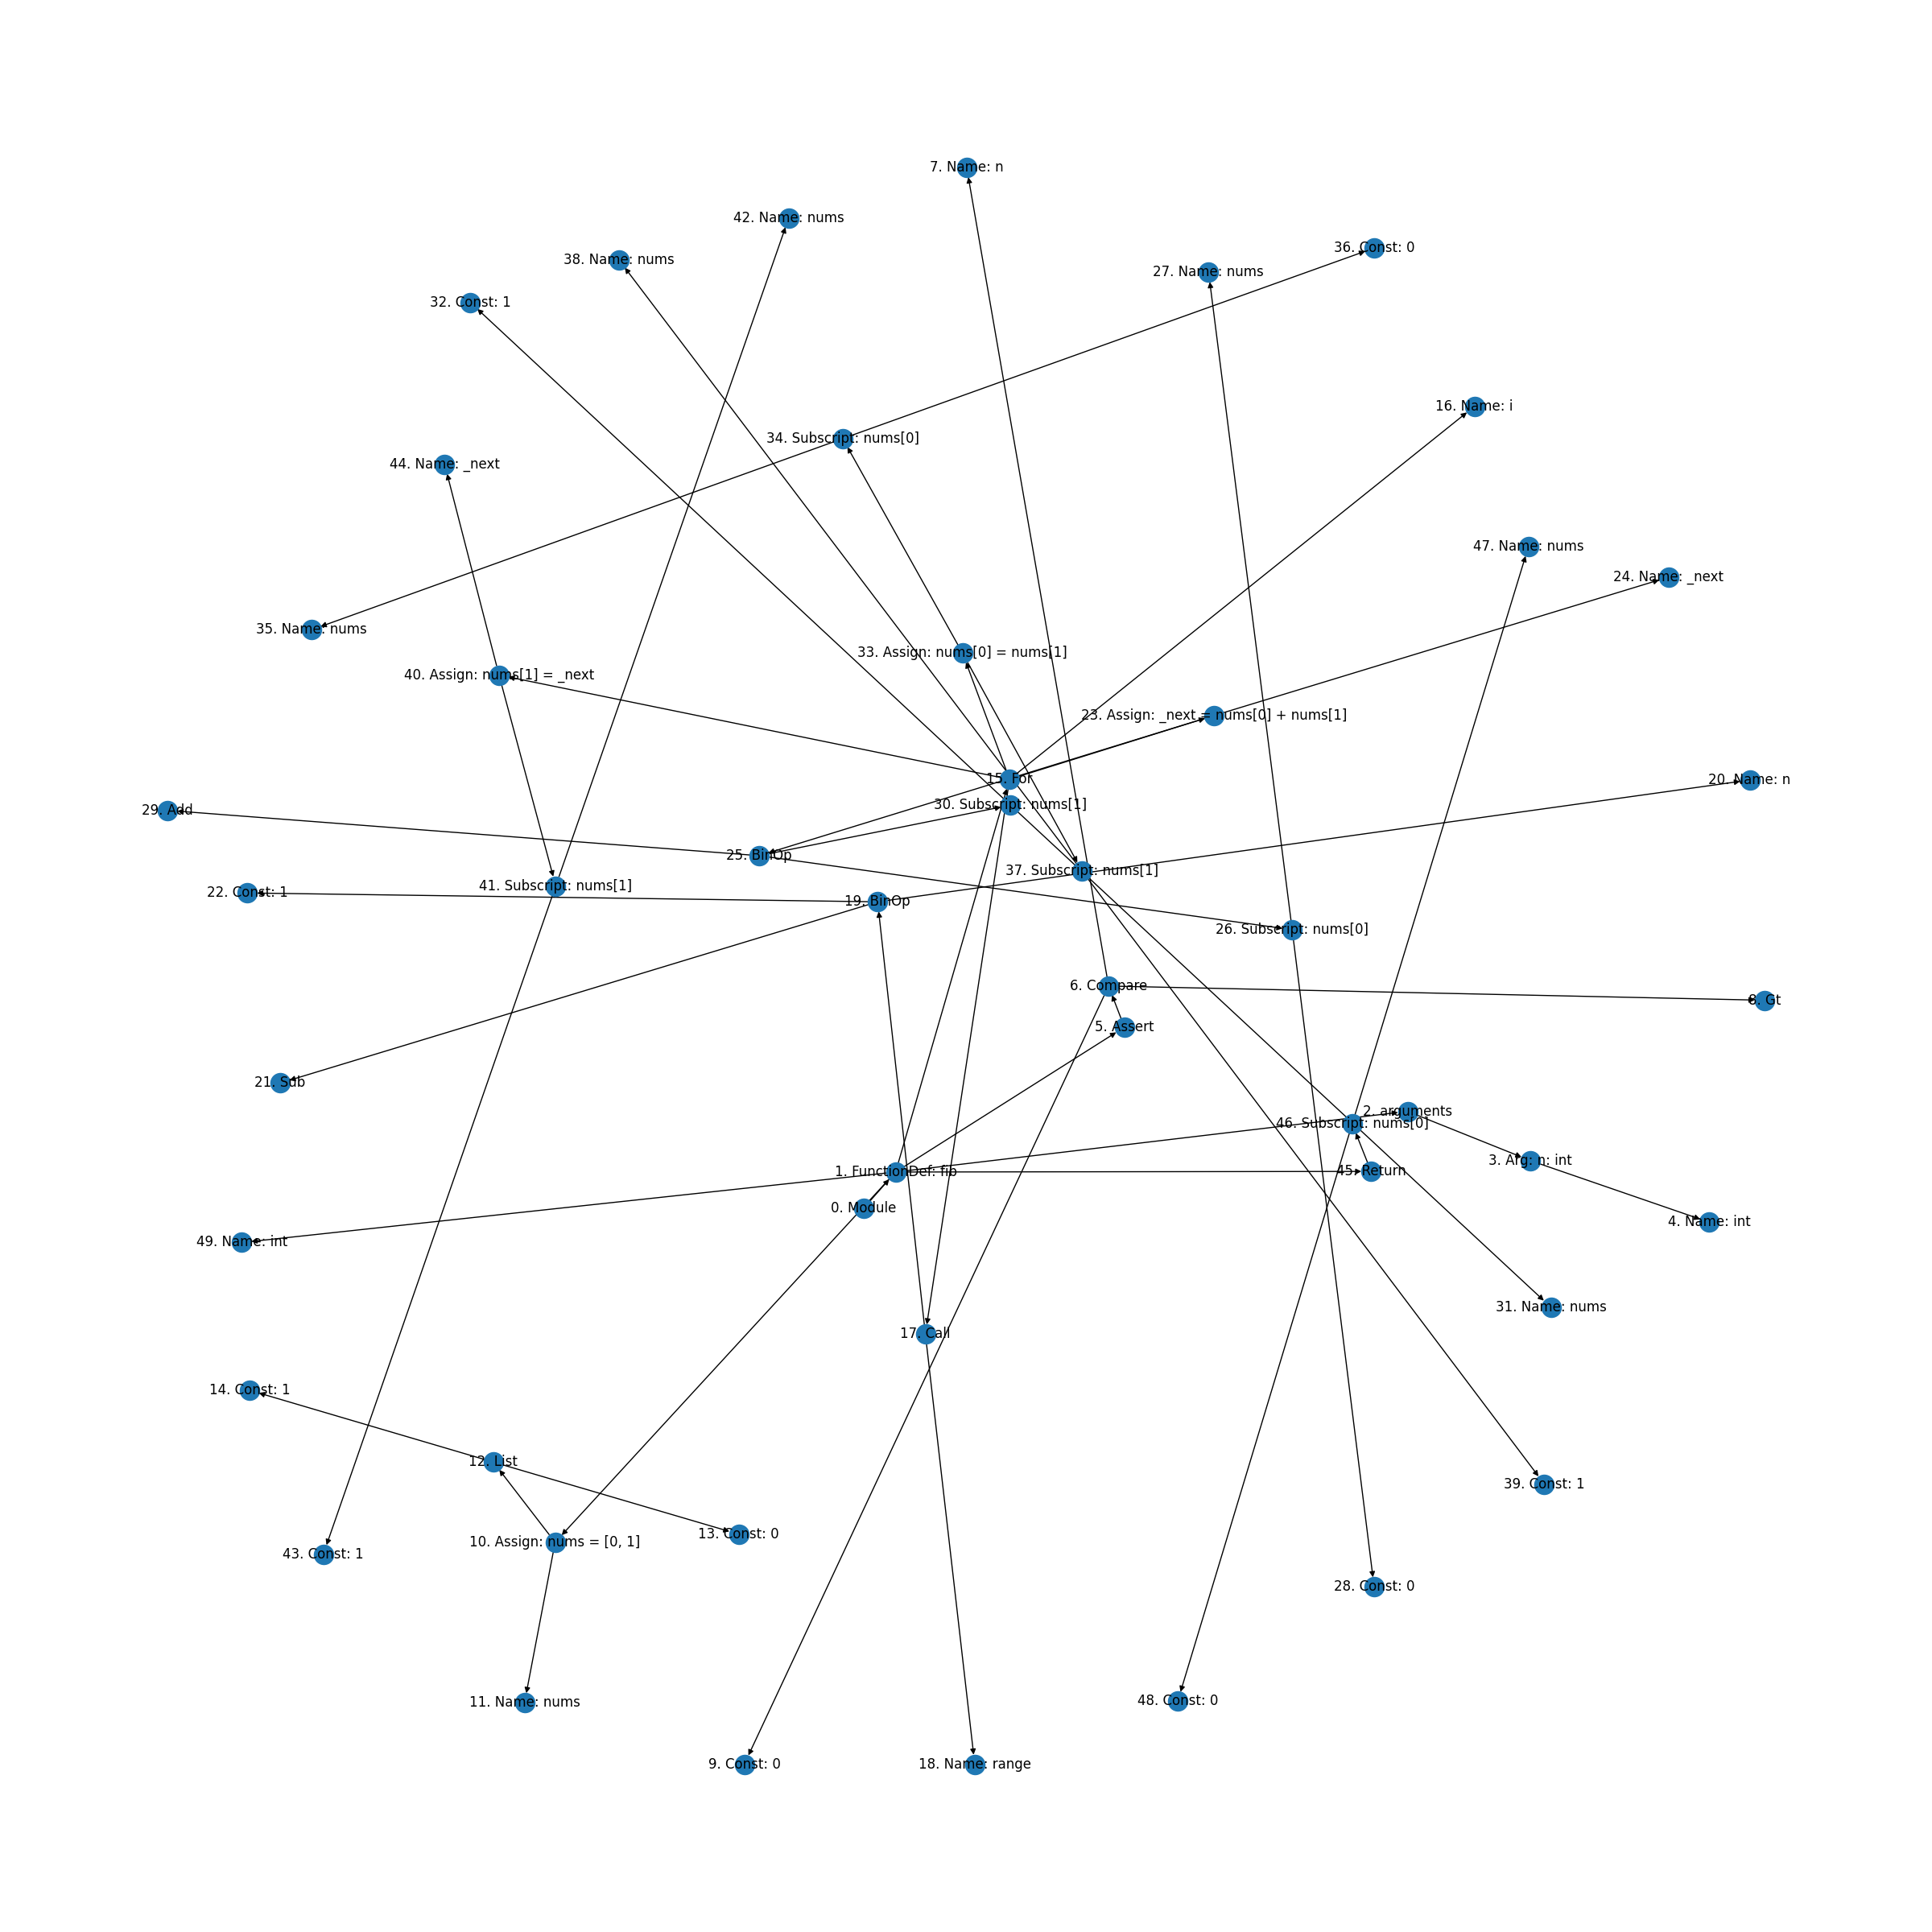 7. Name: n
42. Name: nums
36. Const: 0
38. Name: nums
27. Name: nums
32. Const: 1
16. Name: i
34. Subscript: nums[0]
44. Name: _next
47. Name: nums
24. Name: _next
35. Name: nums
33. Assign: nums[0] = nums[1]
40. Assign: nums[1] = _next
23. Assign: _next = nums[0] + nums[1]
15. For
20. Name: n
30. Subscript: nums[1]
29. Add
25. BinOp
37. Subscript: nums[1]
41. Subscript: nums[1]
22. Const: 1
19. BinOp
26. Subscript: nums[0]
6. Compare
8. Gt
5. Assert
21. Sub
2. arguments
46. Subscript: nums[0]
3. Arg: n: int
1. FunctionDef: fib
45. Return
0. Module
4. Name: int
49. Name: int
31. Name: nums
17. Call
14. Const: 1
12. List
39. Const: 1
13. Const: 0
10. Assign: nums = [0, 1]
43. Const: 1
28. Const: 0
48. Const: 0
11. Name: nums
9. Const: 0
18. Name: range